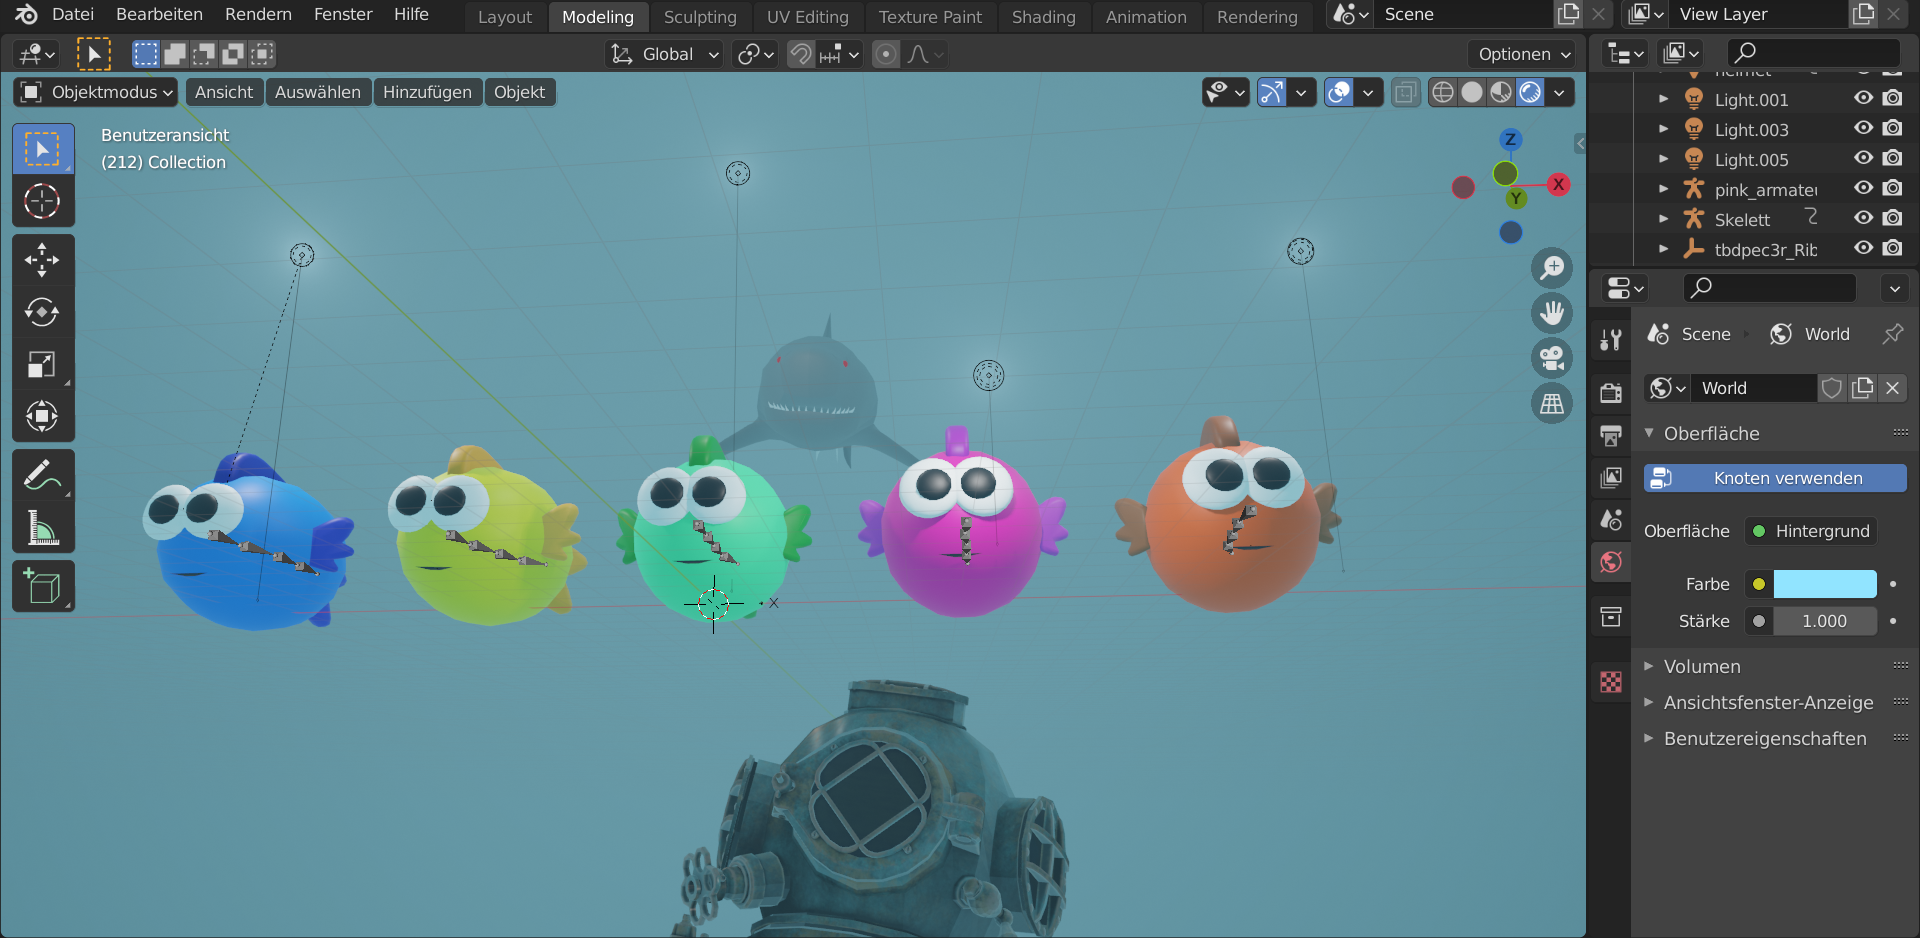 Datei Bearbeiten Rendern Fenster Hilfe Layout Modeling Sculpting UV Editing Texture Paint Shading Animation Rendering Scene View Layer
Global Optionen
Objektmodus Ansicht Auswählen Hinzufügen Objekt
Benutzeransicht
(212) Collection
Z
X
Y
X
helmet
Light.001
Light.003
Light.005
pink_armate
Skelett
tbdpec3r_Rib
Scene World
World
Oberfläche
Knoten verwenden
Oberfläche Hintergrund
Farbe
Stärke 1.000
Volumen
Ansichtsfenster-Anzeige
Benutzereigenschaften